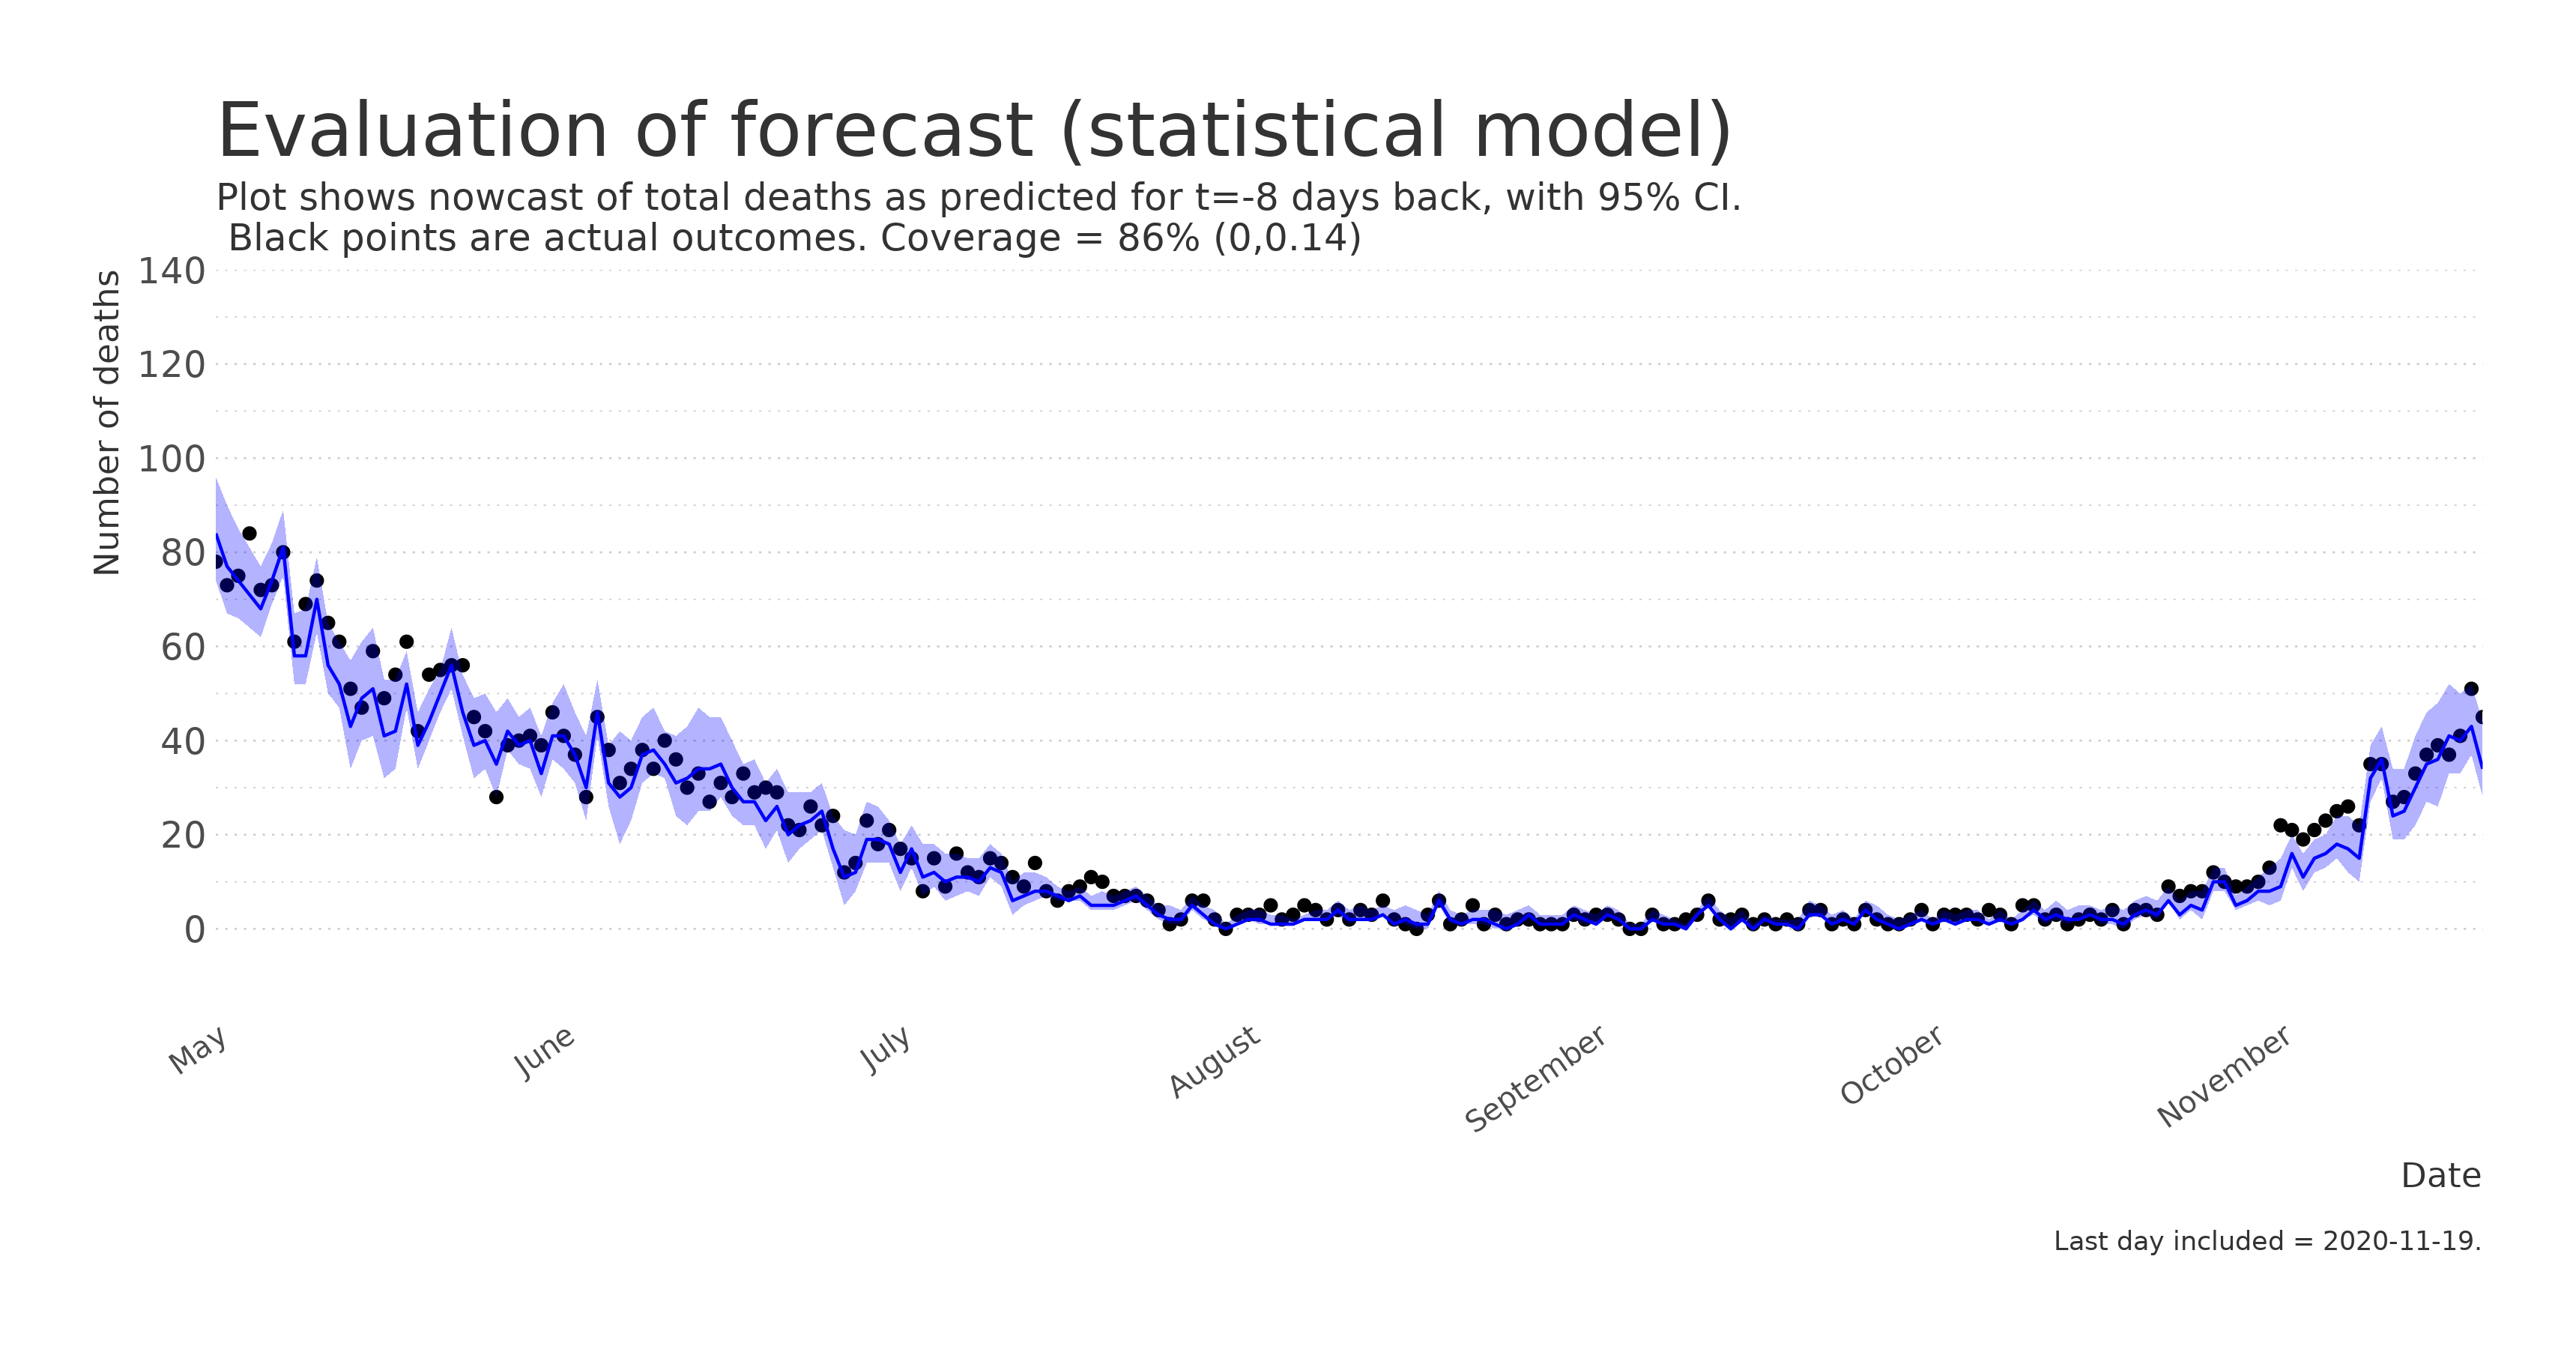 Evaluation of forecast (statistical model)
Plot shows nowcast of total deaths as predicted for t=-8 days back, with 95% CI.
Black points are actual outcomes. Coverage = 86% (0,0.14)
Number of deaths
140
120
100
80
60
40
20
0
May
June
July
August
September
October
November
Date
Last day included = 2020-11-19.